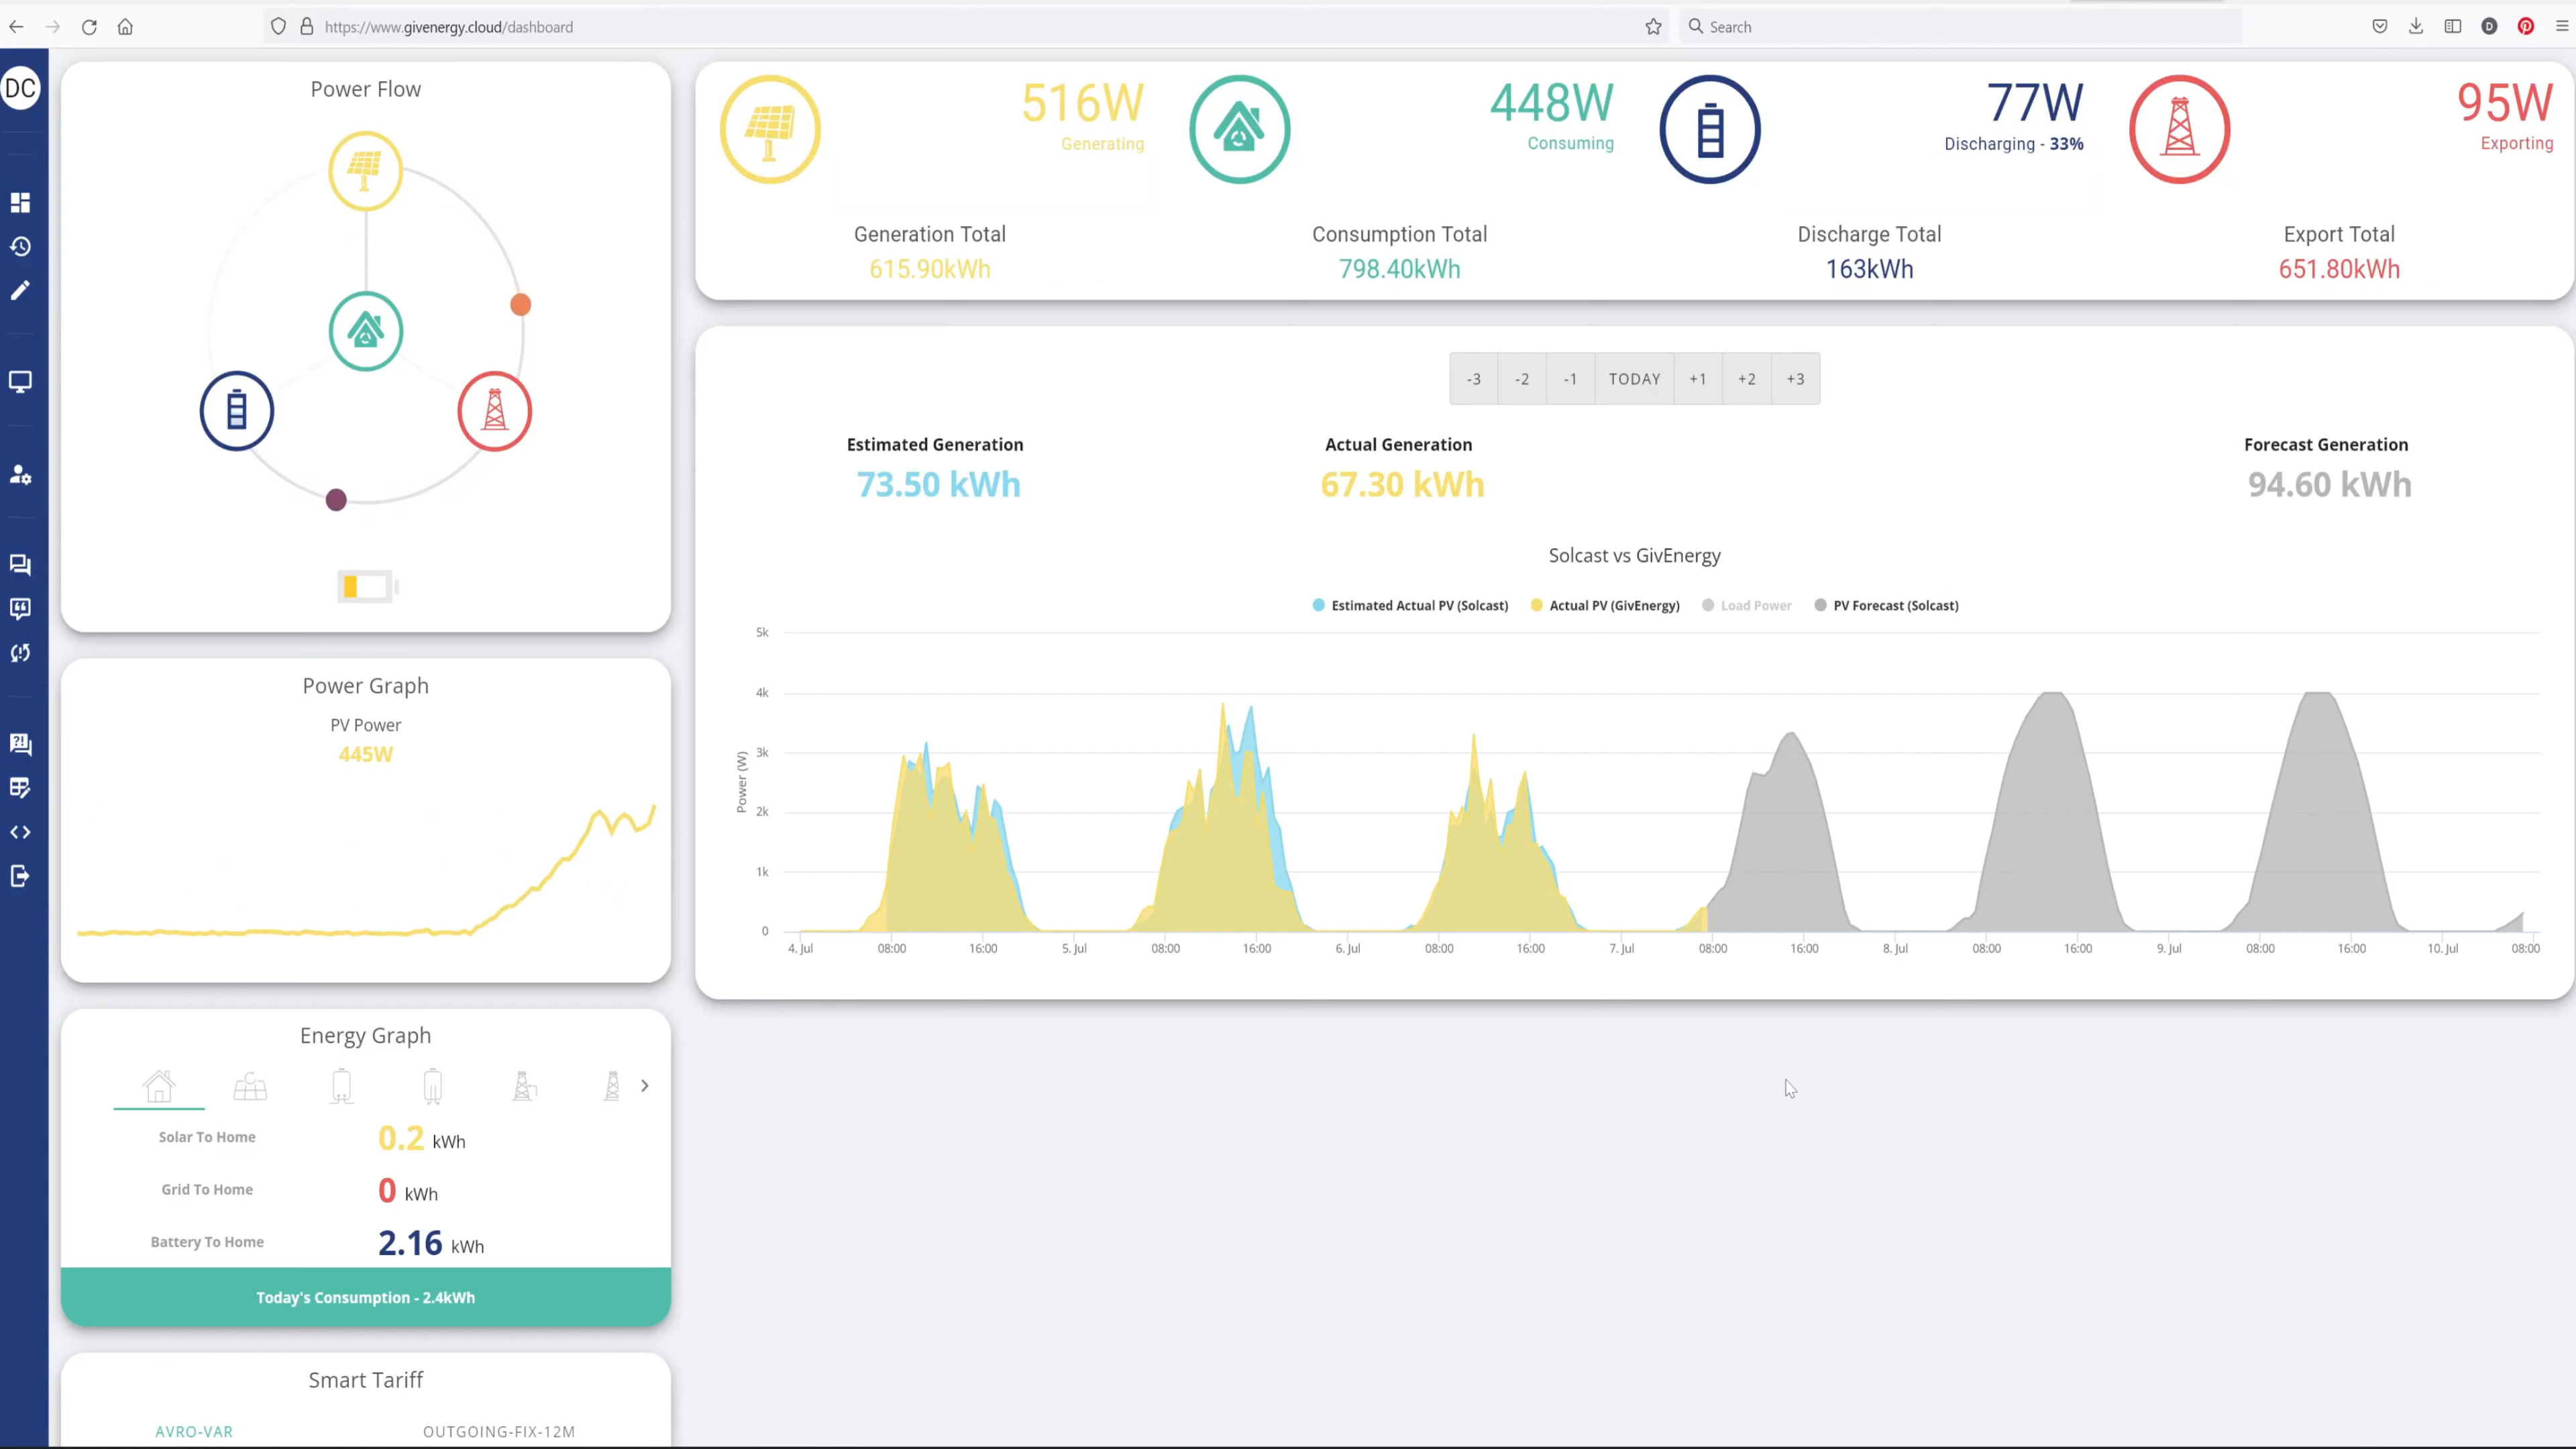 https://www.givenergy.cloud/dashboard
Search
D
DC
Power Flow
516W
Generating
448W
Consuming
77W
Discharging - 33%
95W
Exporting
Generation Total
615.90kWh
Consumption Total
798.40kWh
Discharge Total
163kWh
Export Total
651.80kWh
-3 -2 -1 TODAY +1 +2 +3
Estimated Generation
73.50 kWh
Actual Generation
67.30 kWh
Forecast Generation
94.60 kWh
Solcast vs GivEnergy
Estimated Actual PV (Solcast) Actual PV (GivEnergy) Load Power PV Forecast (Solcast)
Power (W)
5k
4k
3k
2k
1k
0
4. Jul 08:00 16:00 5. Jul 08:00 16:00 6. Jul 08:00 16:00 7. Jul 08:00 16:00 8. Jul 08:00 16:00 9. Jul 08:00 16:00 10. Jul 08:00
Power Graph
PV Power
445W
Energy Graph
Solar To Home 0.2 kWh
Grid To Home 0 kWh
Battery To Home 2.16 kWh
Today's Consumption - 2.4kWh
Smart Tariff
AVRO-VAR OUTGOING-FIX-12M